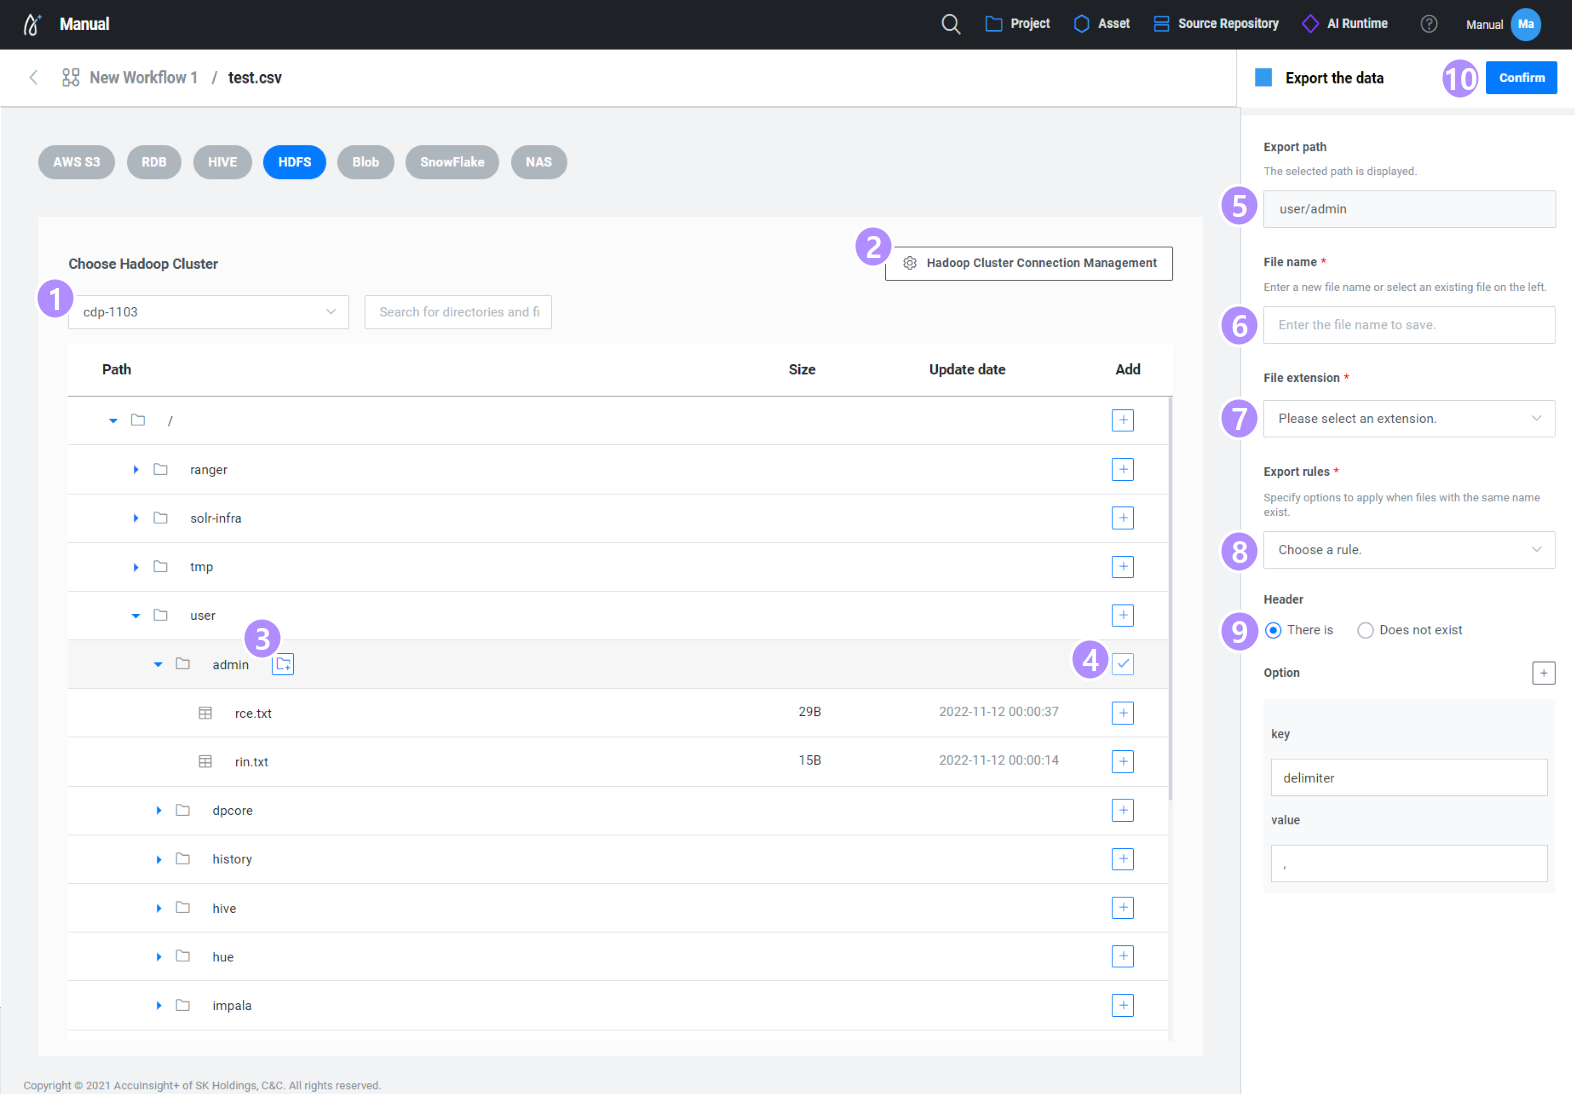 Manual
Project
Asset
Source Repository
AI Runtime
?
Manual
Ma
New Workflow 1 / test.csv
Export the data
10
Confirm
AWS S3
RDB
HIVE
HDFS
Blob
SnowFlake
NAS
Choose Hadoop Cluster
2
Hadoop Cluster Connection Management
1
cdp-1103
Search for directories and fi
Path
Size
Update date
Add
/
ranger
solr-infra
tmp
user
3
admin
4
rce.txt
29B
2022-11-12 00:00:37
rin.txt
15B
2022-11-12 00:00:14
dpcore
history
hive
hue
impala
Export path
The selected path is displayed.
5
user/admin
File name *
Enter a new file name or select an existing file on the left.
6
Enter the file name to save.
File extension *
7
Please select an extension.
Export rules *
Specify options to apply when files with the same name
exist.
8
Choose a rule.
Header
9
There is
Does not exist
Option
key
delimiter
value
,
Copyright © 2021 Accuinsight+ of SK Holdings, C&C. All rights reserved.